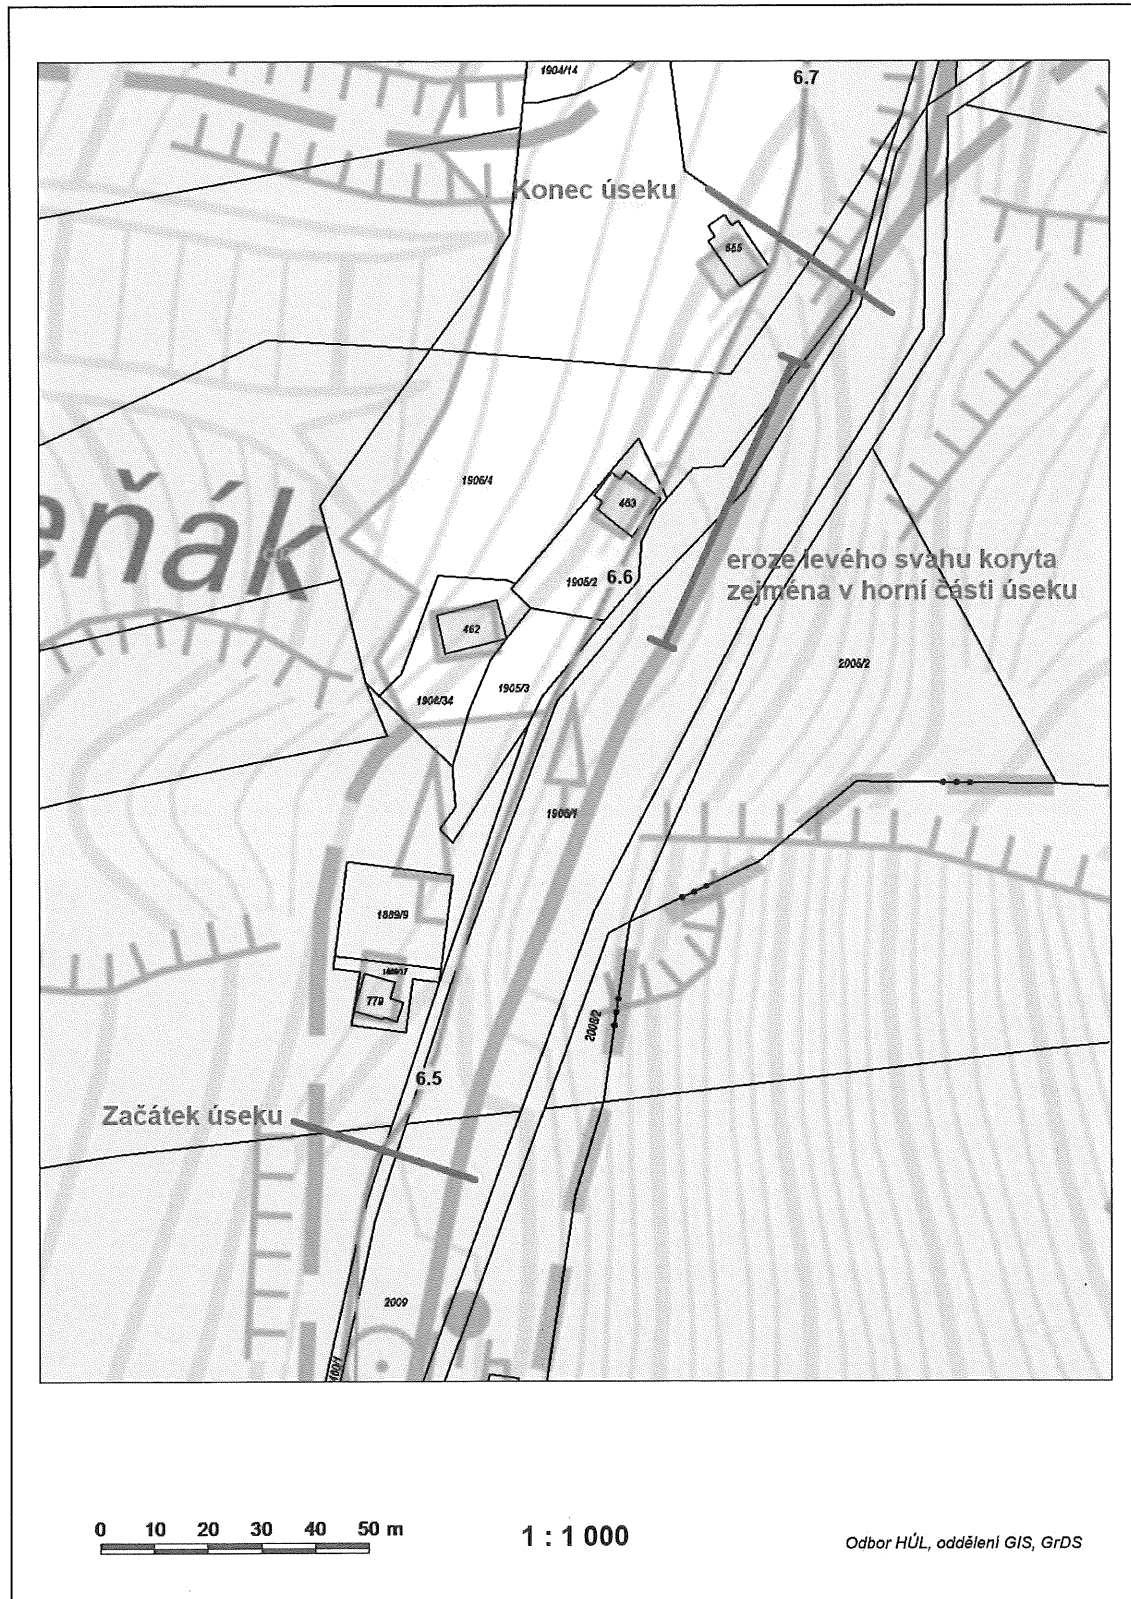 1904/14
6.7
Konec úseku
1906/4
463
eňák
eroze levého svahu koryta
zejména v horní části úseku
1905/2
6.6
462
2005/2
1905/3
1906/34
1906/1
1889/9
779
2008/2
6.5
Začátek úseku
2009
0 10 20 30 40 50 m
1 : 1 000
Odbor HÚL, oddělení GIS, GrDS